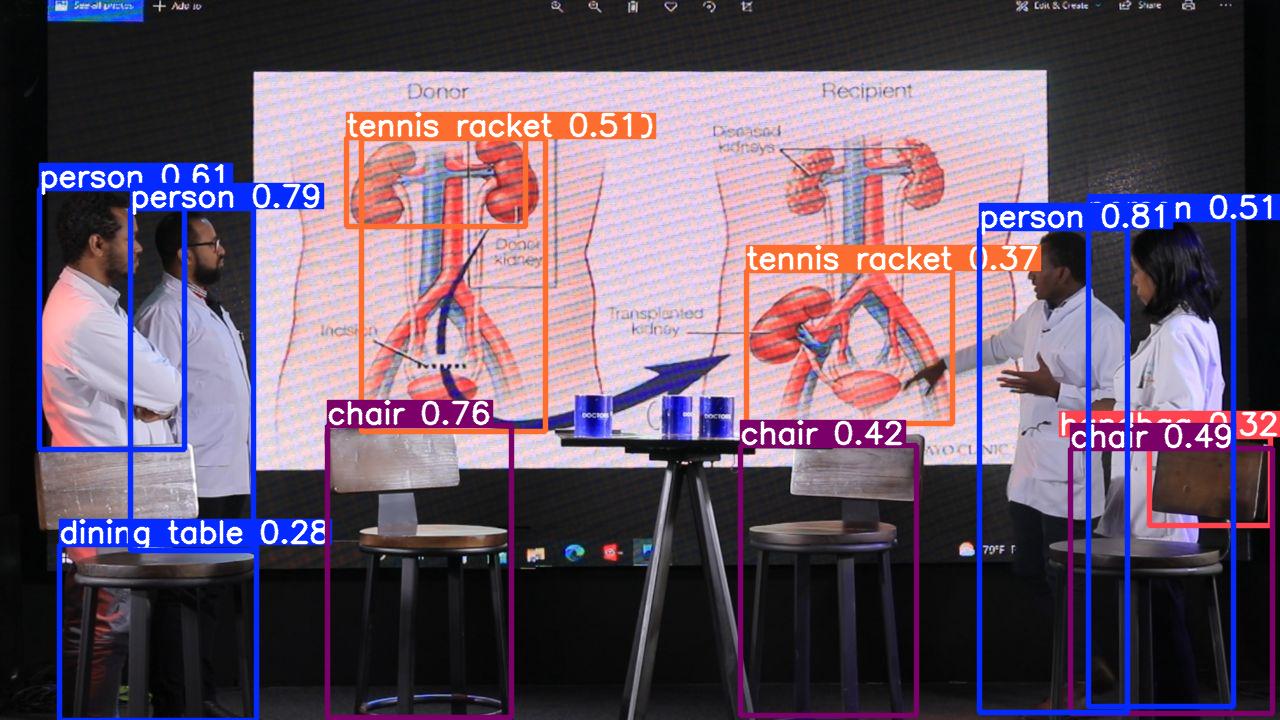 See all photos
Add to
Edit & Create
Share
Donor
Recipient
tennis racket 0.51)
Diseased
kidneys
person 0.61
person 0.79
person 0.81
n 0.51
Donor
kidney
tennis racket 0.37
Incision
Transplanted
kidney
DOCTORS
DOCTORS
chair 0.76
chair 0.42
0.32
chair 0.49
AYO CLINIC
dining table 0.28
79°F